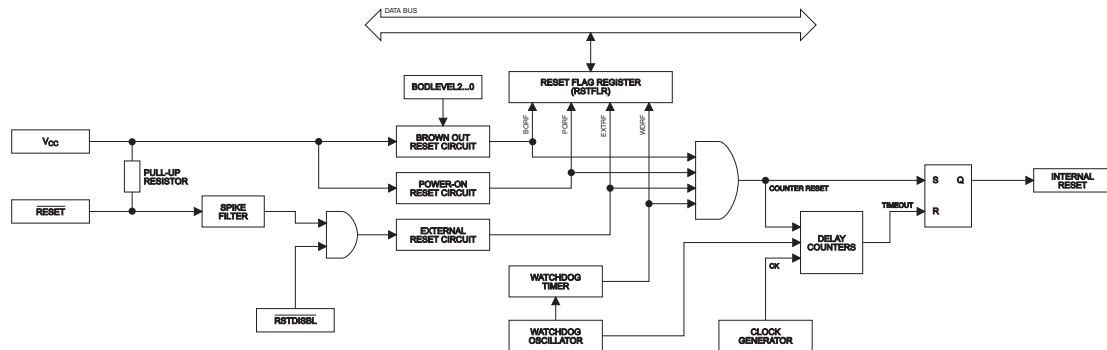 DATA BUS
RESET FLAG REGISTER
(RSTFLR)
BODLEVEL2...0
BORF
PORF
EXTRF
WDRF
VCC
BROWN OUT
RESET CIRCUIT
PULL-UP
RESISTOR
POWER-ON
RESET CIRCUIT
RESET
SPIKE
FILTER
EXTERNAL
RESET CIRCUIT
COUNTER RESET
S
Q
R
INTERNAL
RESET
TIMEOUT
DELAY
COUNTERS
CK
WATCHDOG
TIMER
RSTDISBL
WATCHDOG
OSCILLATOR
CLOCK
GENERATOR